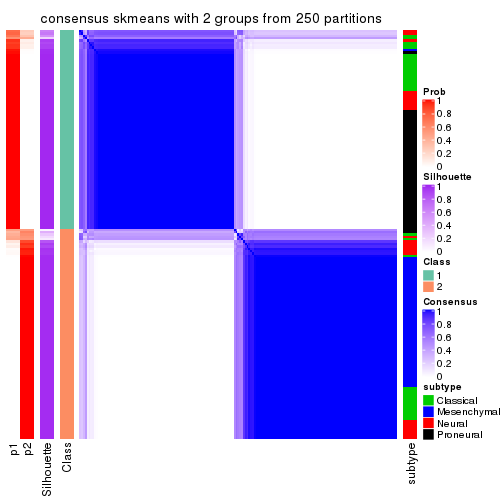 consensus skmeans with 2 groups from 250 partitions
Prob
1
0.8
0.6
0.4
0.2
0
Silhouette
1
0.8
0.6
0.4
0.2
0
Class
1
2
Consensus
1
0.8
0.6
0.4
0.2
0
subtype
Classical
Mesenchymal
Neural
Proneural
p1
p2
Silhouette
Class
subtype